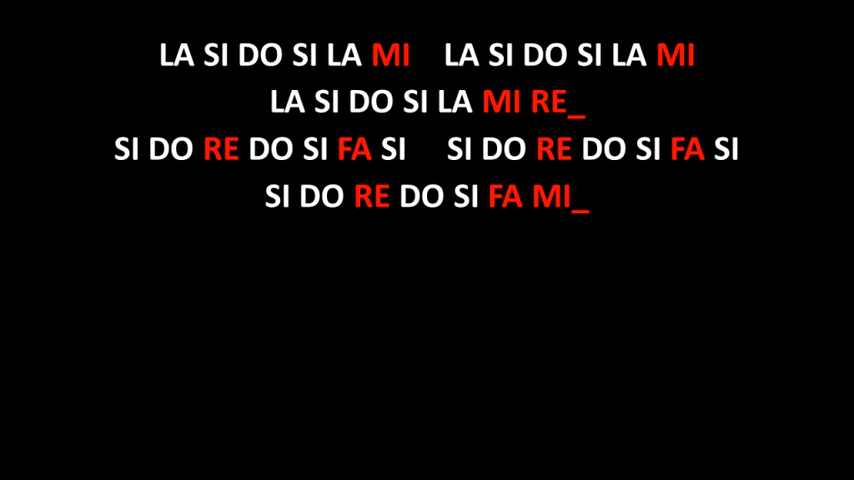 LA SI DO SI LA MI LA SI DO SI LA MI
LA SI DO SI LA MI RE_
SI DO RE DO SI FA SI SI DO RE DO SI FA SI
SI DO RE DO SI FA MI_